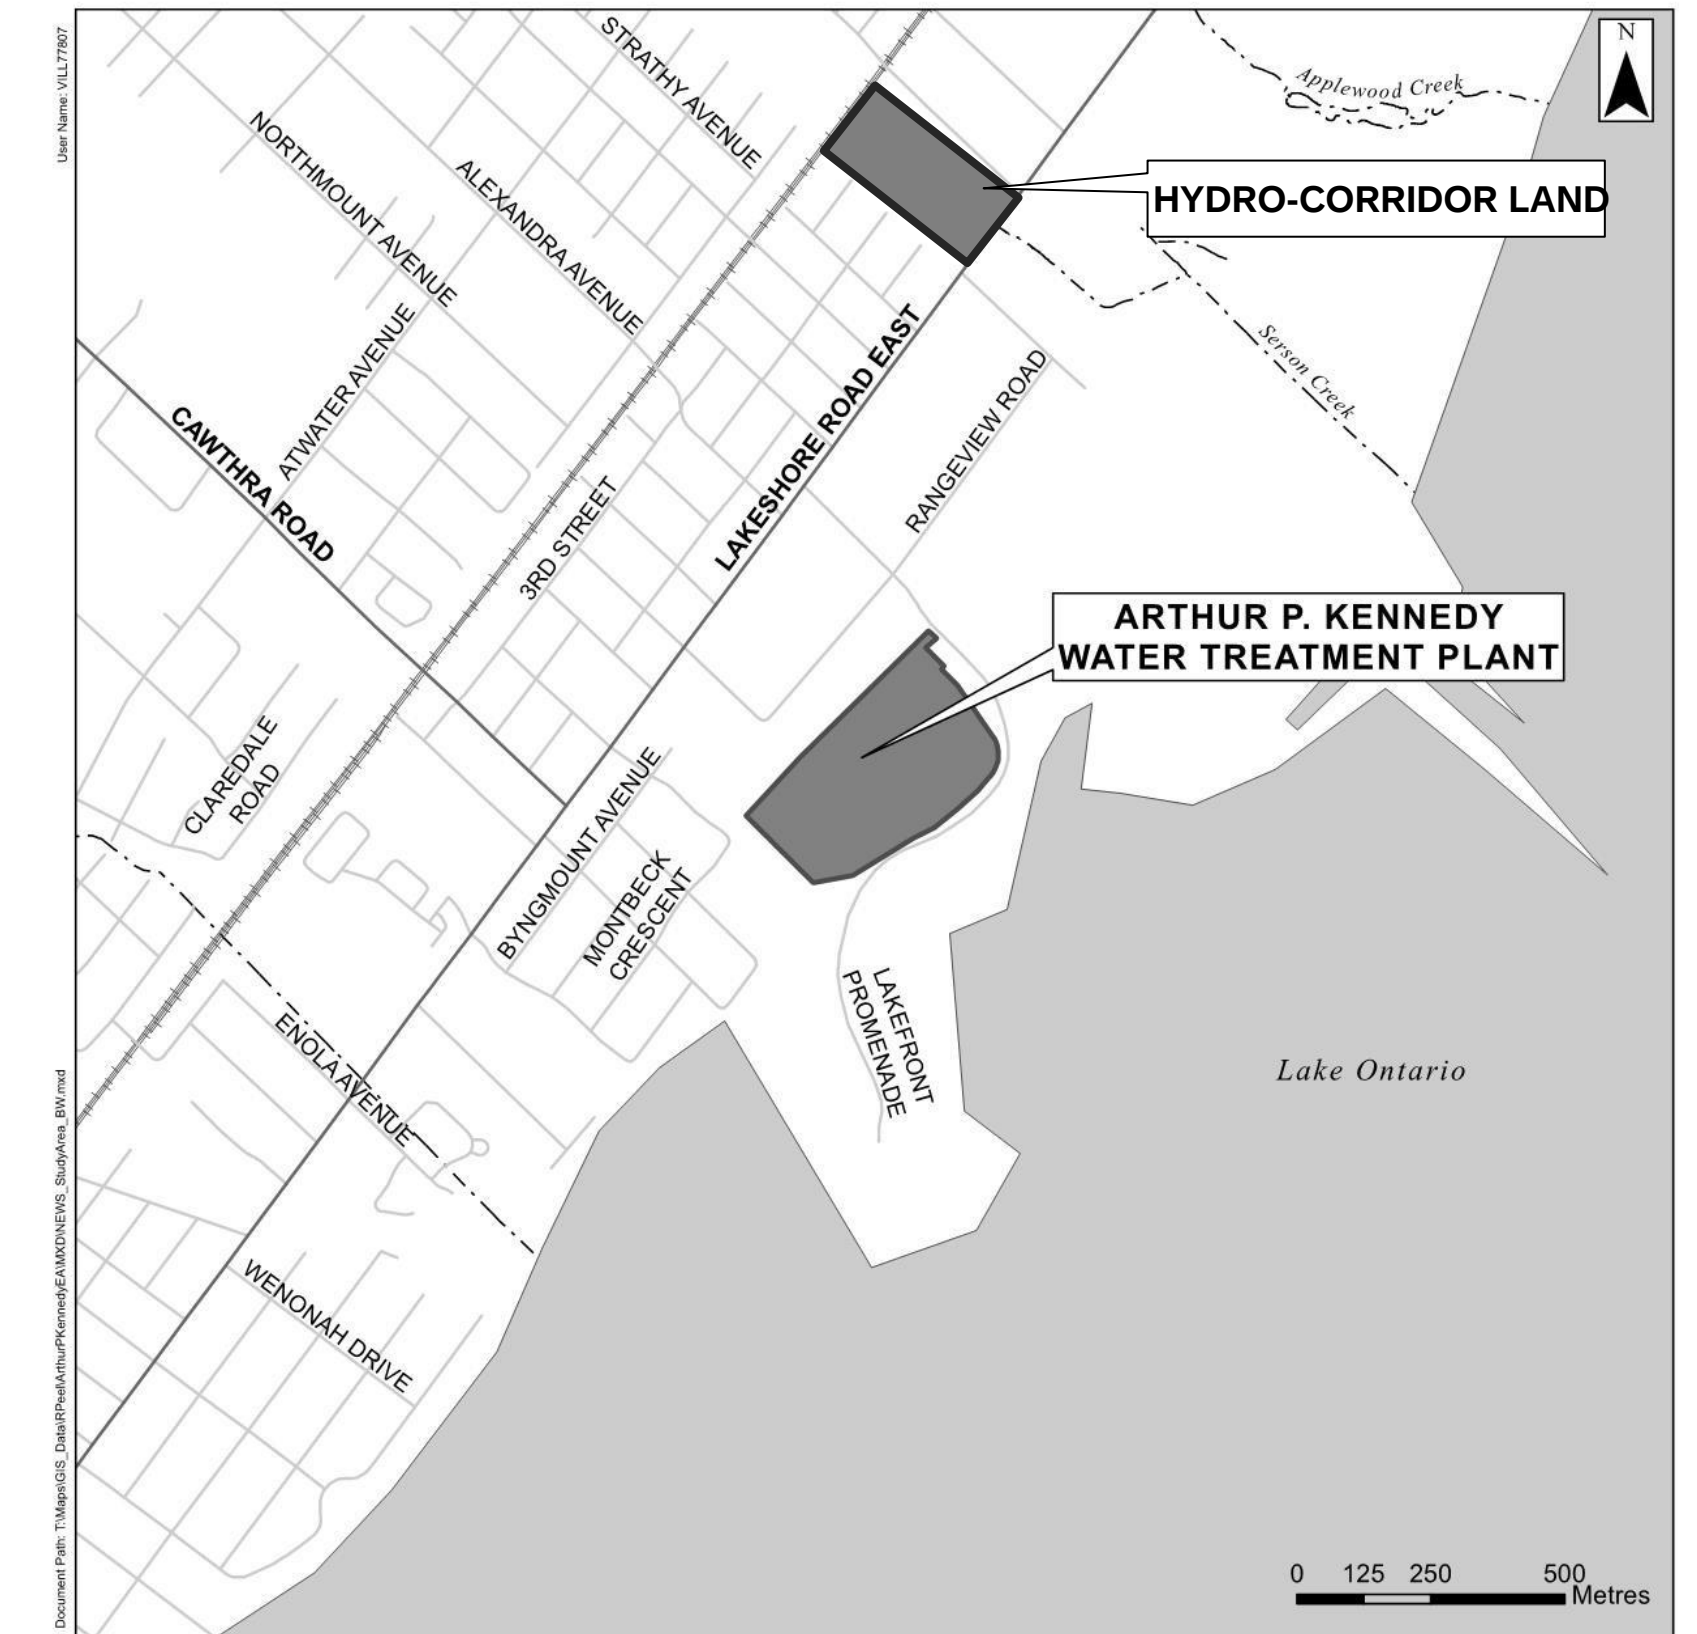 User Name: VILL77807
N
STRATHY AVENUE
Applewood Creek
NORTHMOUNT AVENUE
ALEXANDRA AVENUE
HYDRO-CORRIDOR LAND
ATWATER AVENUE
LAKESHORE ROAD EAST
Serson Creek
RANGEVIEW ROAD
CAWTHRA ROAD
3RD STREET
ARTHUR P. KENNEDY
WATER TREATMENT PLANT
CLAREDALE
ROAD
BYNGMOUNT AVENUE
MONTBECK
CRESCENT
LAKEFRONT
PROMENADE
ENOLA AVENUE
Lake Ontario
WENONAH DRIVE
0 125 250 500
Metres
Document Path: T:\Maps\GIS_Data\RPeel\ArthurPKennedyEA\MXD\NEWS_StudyArea_BW.mxd